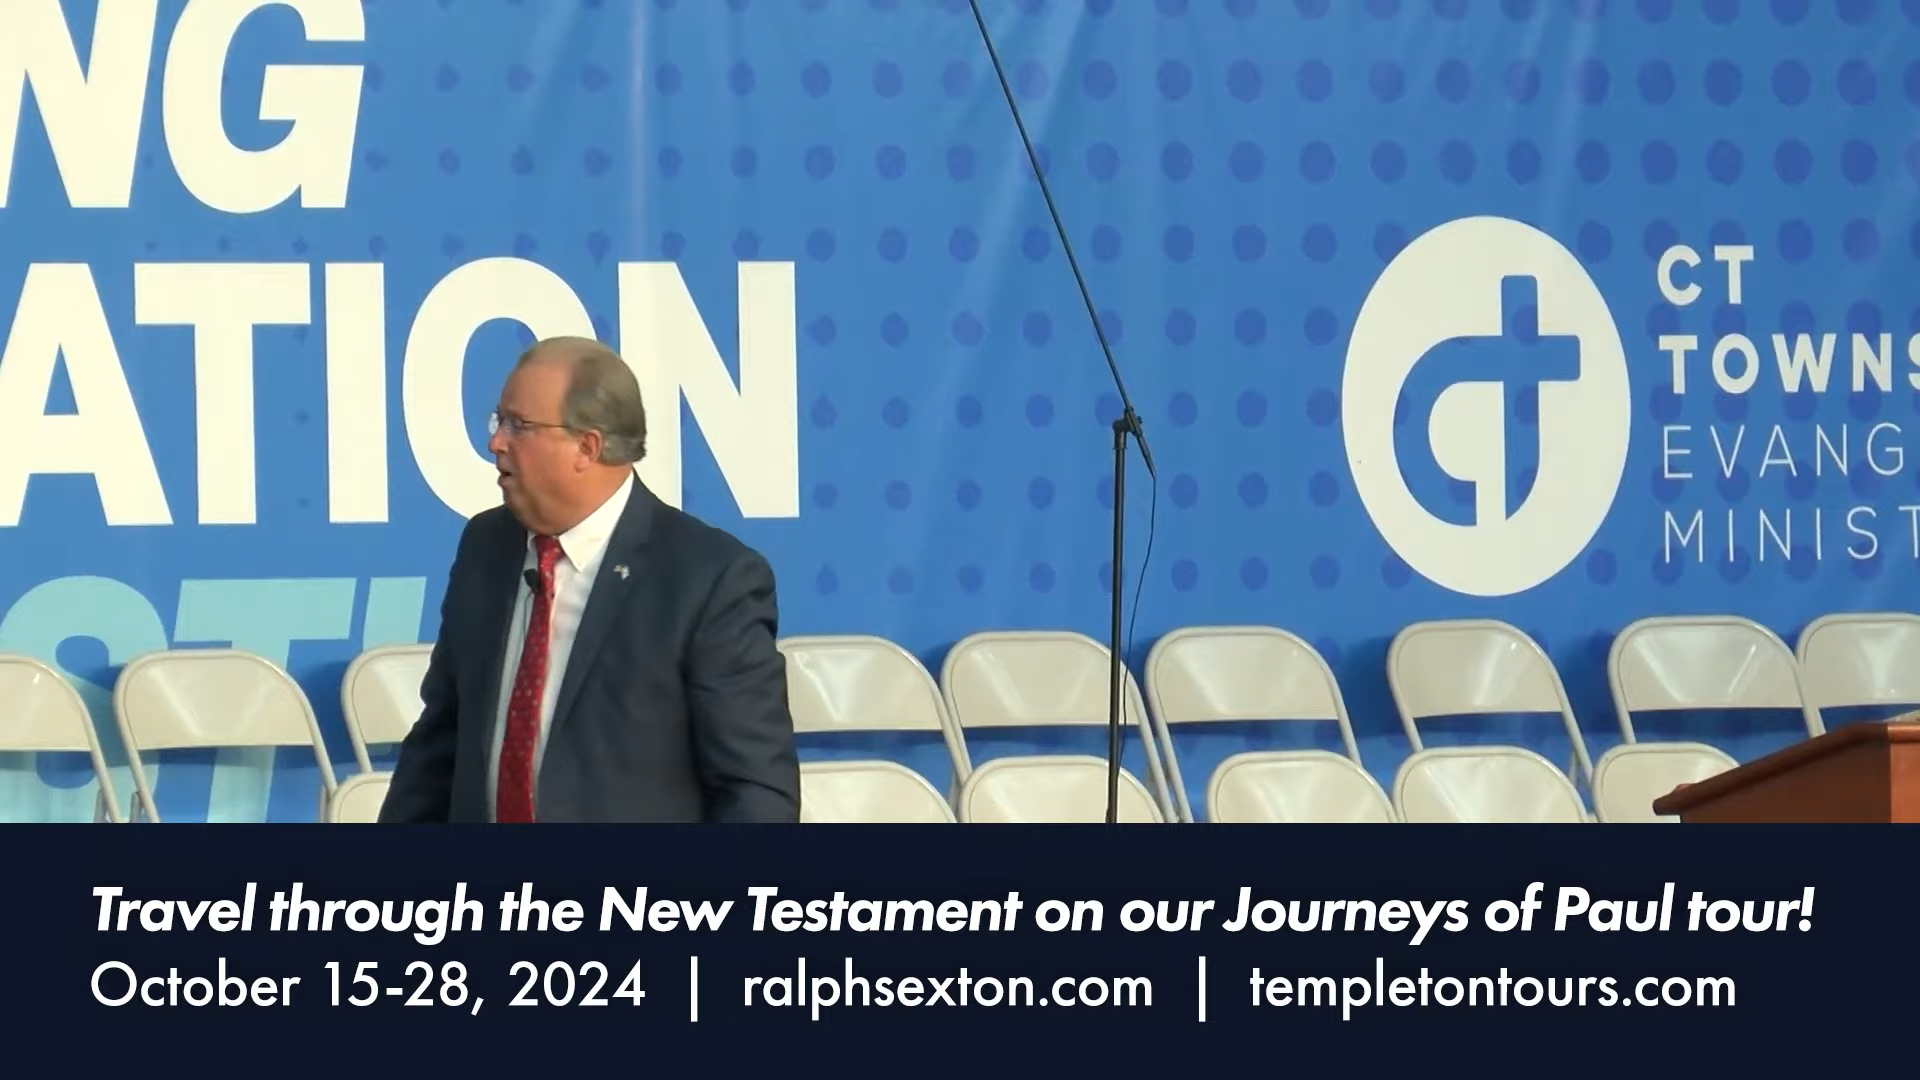 NG
ATION
ST'
CT
TOWNS
EVANG
MINIST
Travel through the New Testament on our Journeys of Paul tour!
October 15-28, 2024 | ralphsexton.com | templetontours.com